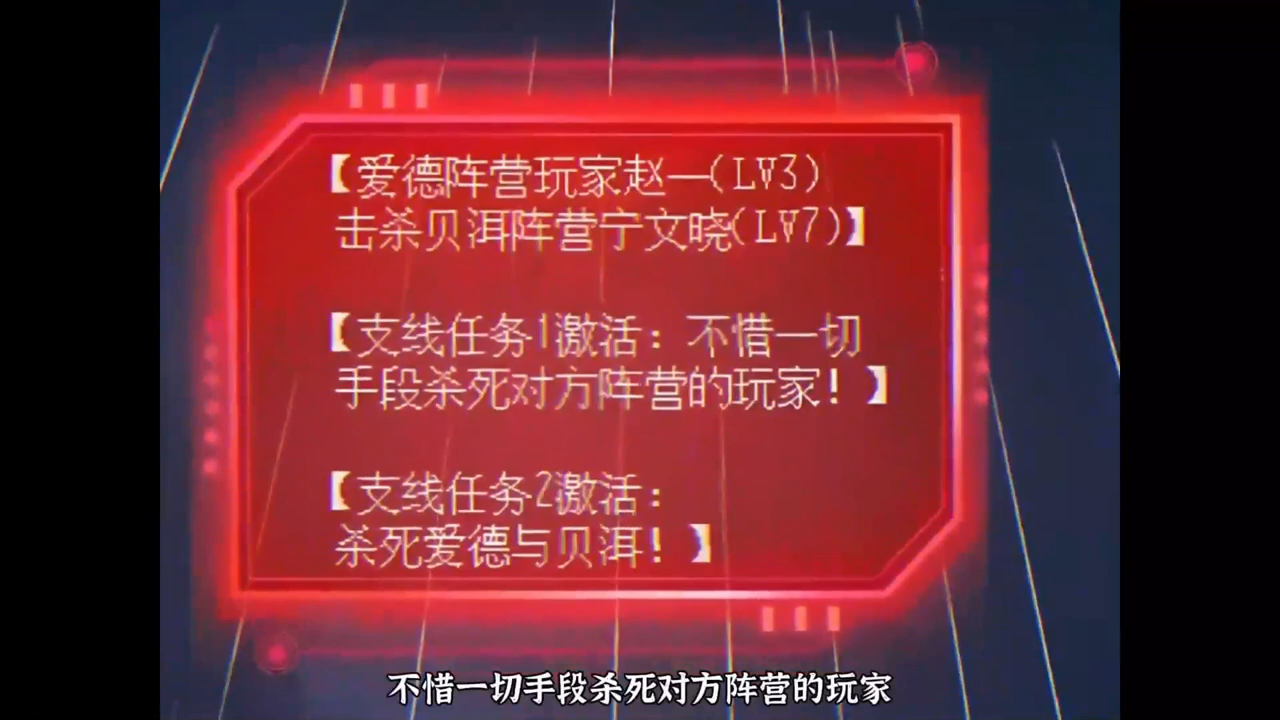 【爱德阵营玩家赵一(LV3)
击杀贝洱阵营宁文晓(LV7)】
【支线任务1激活：不惜一切
手段杀死对方阵营的玩家！】
【支线任务2激活：
杀死爱德与贝洱！】
不惜一切手段杀死对方阵营的玩家